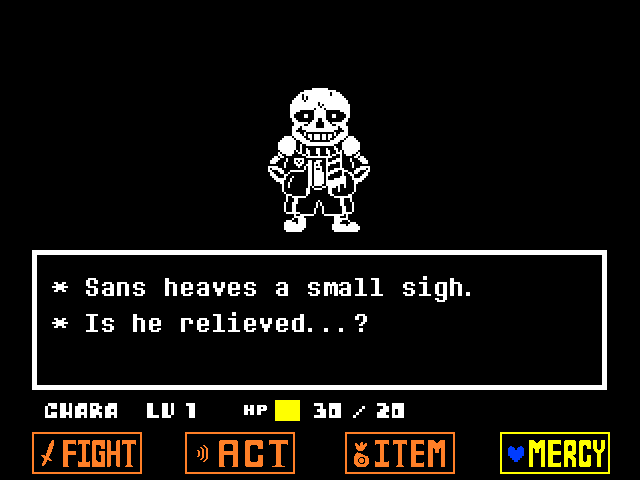 * Sans heaves a small sigh.
* Is he relieved...?
CHARA LV 1 HP 30 / 20
FIGHT ACT ITEM MERCY